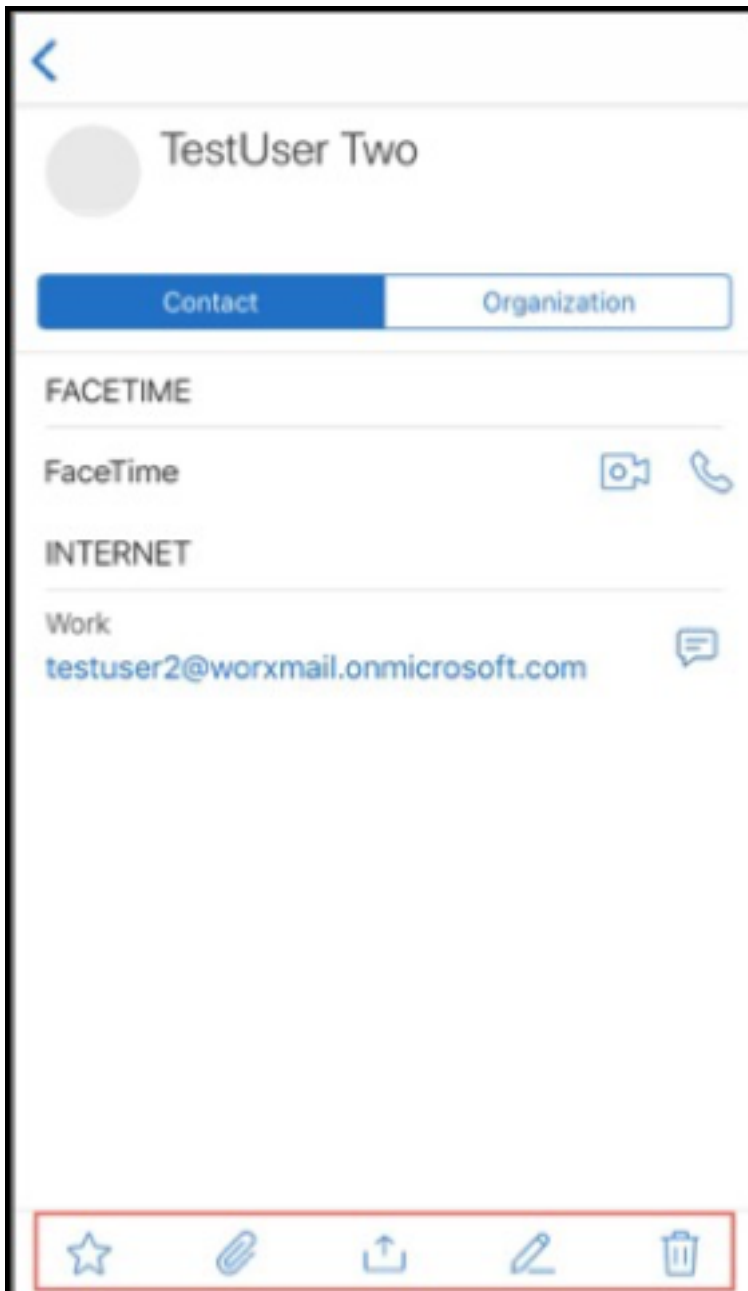 TestUser Two
Contact Organization
FACETIME
FaceTime
INTERNET
Work
testuser2@worxmail.onmicrosoft.com